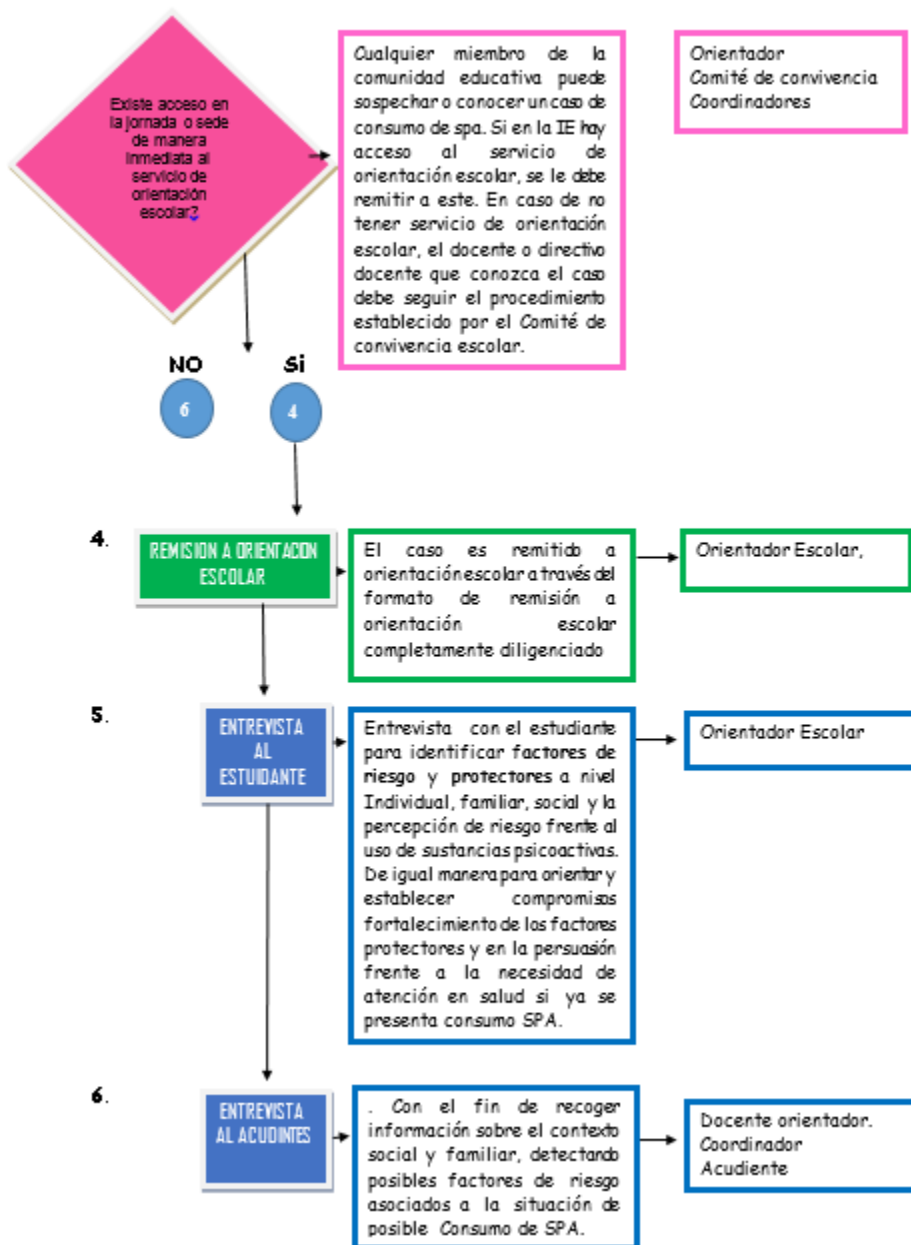 Existe acceso en
la jornada o sede
de manera
inmediata al
servicio de
orientación
escolar?
Cualquier miembro de la
comunidad educativa puede
sospechar o conocer un caso de
consumo de spa. Si en la IE hay
acceso al servicio de
orientación escolar, se le debe
remitir a este. En caso de no
tener servicio de orientación
escolar, el docente o directivo
docente que conozca el caso
debe seguir el procedimiento
establecido por el Comité de
convivencia escolar.
Orientador
Comité de convivencia
Coordinadores
NO
Si
6
4
4.
REMISION A ORIENTACION
ESCOLAR
El caso es remitido a
orientación escolar a través del
formato de remisión a
orientación escolar
completamente diligenciado
Orientador Escolar,
5.
ENTREVISTA
AL
ESTUIDANTE
Entrevista con el estudiante
para identificar factores de
riesgo y protectores a nivel
Individual, familiar, social y la
percepción de riesgo frente al
uso de sustancias psicoactivas.
De igual manera para orientar y
establecer compromisos
fortalecimiento de los factores
protectores y en la persuasión
frente a la necesidad de
atención en salud si ya se
presenta consumo SPA.
Orientador Escolar
6.
ENTREVISTA
AL ACUDINTES
. Con el fin de recoger
información sobre el contexto
social y familiar, detectando
posibles factores de riesgo
asociados a la situación de
posible Consumo de SPA.
Docente orientador.
Coordinador
Acudiente